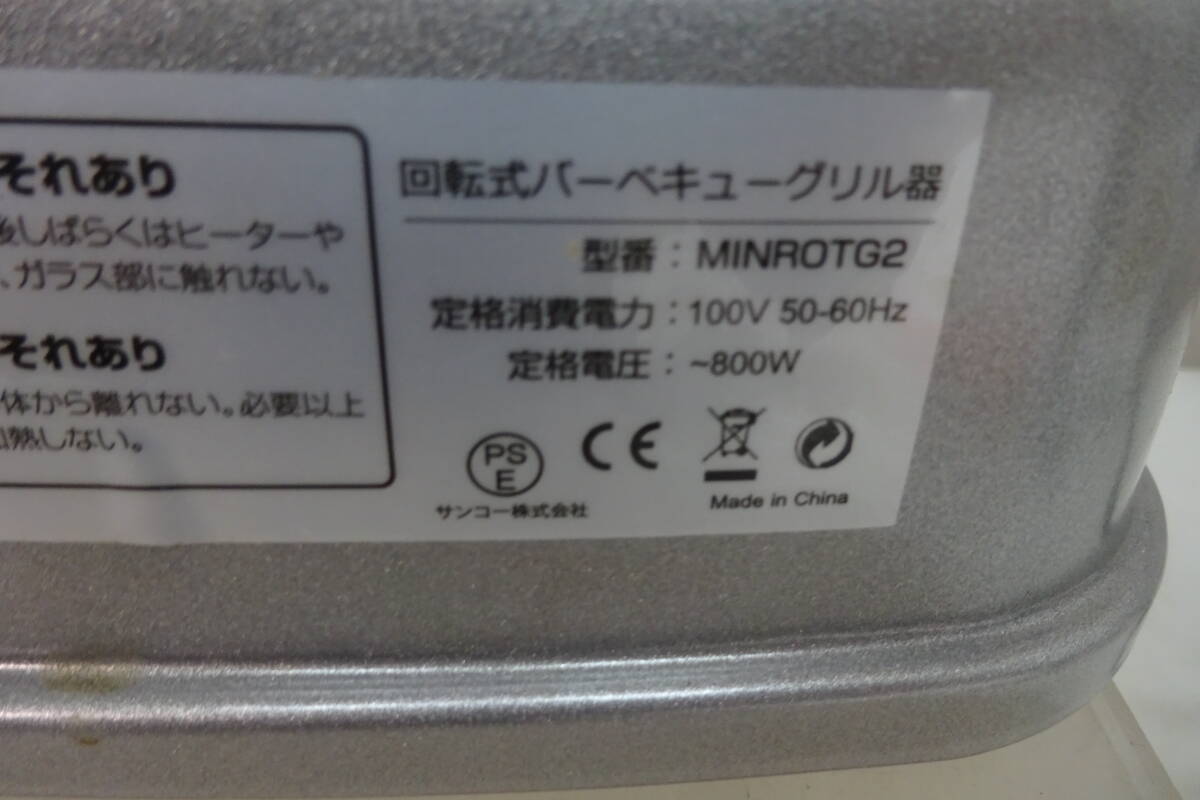 それあり
後しばらくはヒーターや
、ガラス部に触れない。
それあり
体から離れない。必要以上
熱しない。
回転式バーベキューグリル器
型番：MINROTG2
定格消費電力：100V 50-60Hz
定格電圧：~800W
PS
E
CE
サンコー株式会社
Made in China